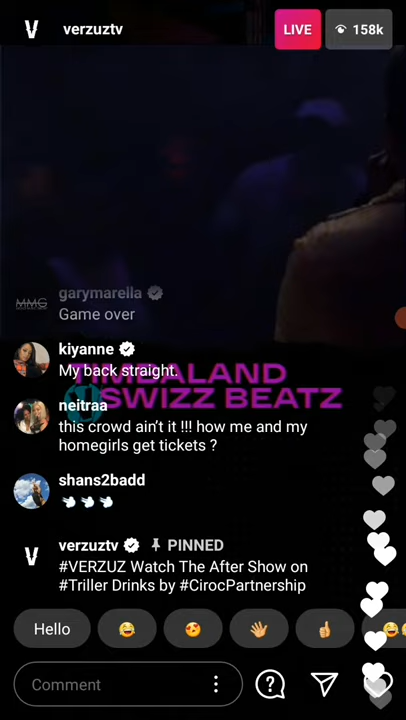 verzuztv
LIVE
158k
garymarella
Game over
kiyanne
My back straight.
TIMBALAND
SWIZZ BEATZ
neitraa
this crowd ain't it !!! how me and my
homegirls get tickets ?
shans2badd
verzuztv PINNED
#VERZUZ Watch The After Show on
#Triller Drinks by #CirocPartnership
Hello
Comment